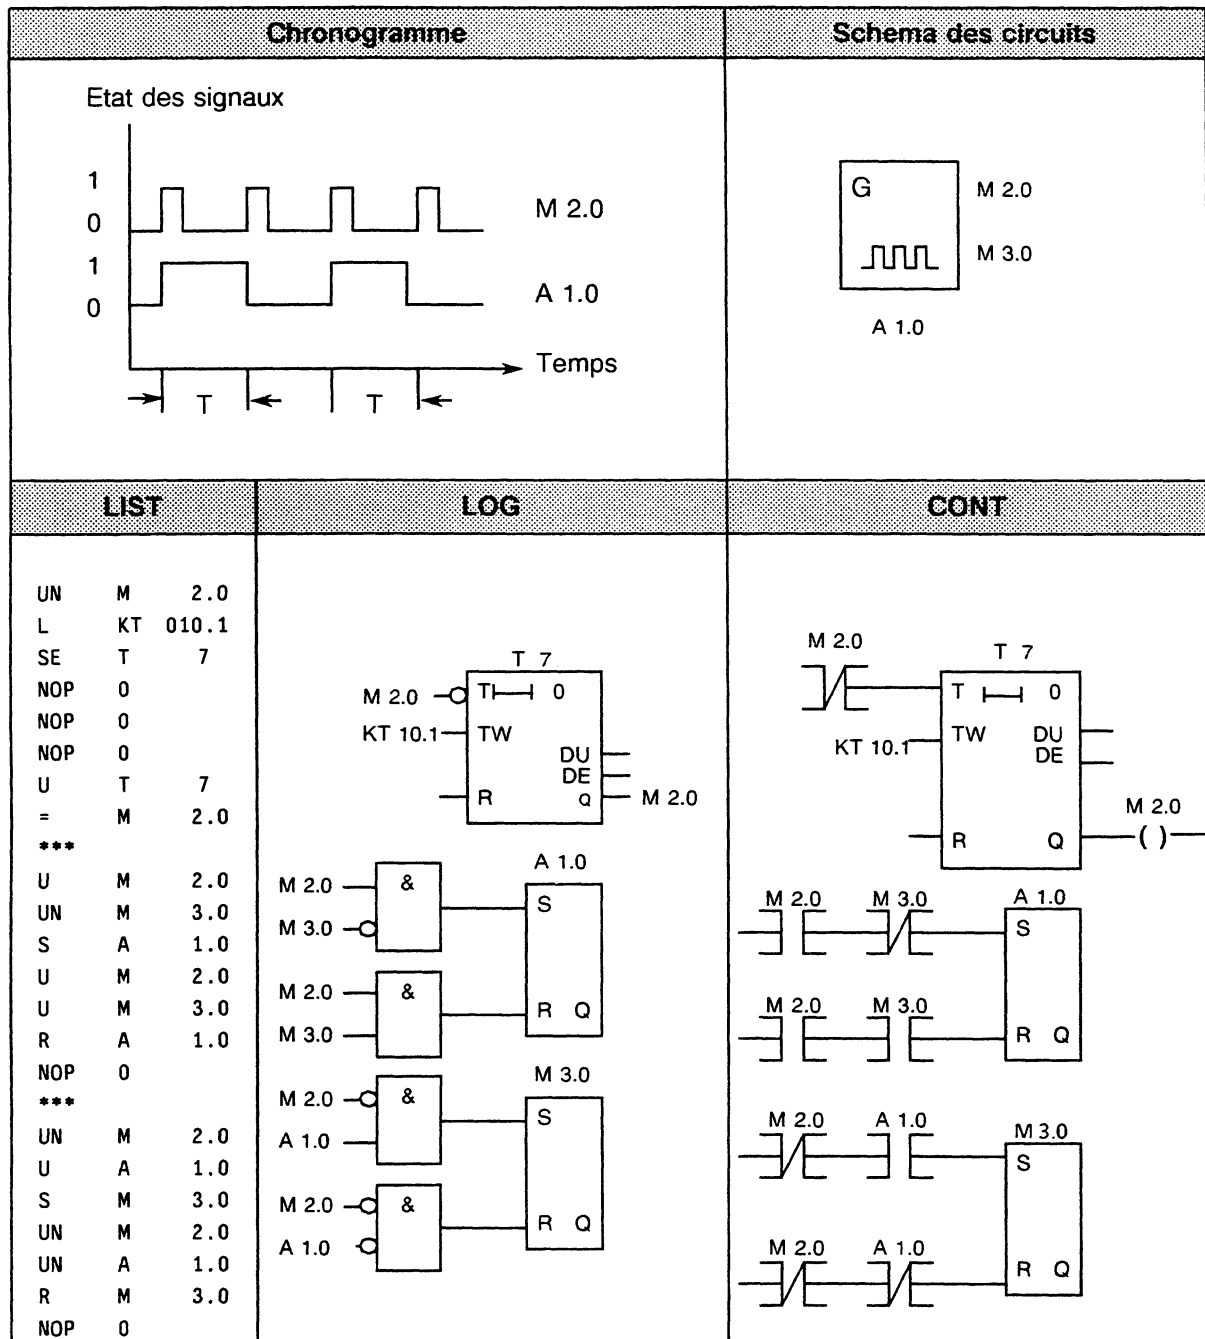 Chronogramme
Schema des circuits
Etat des signaux
1
0
M 2.0
1
0
A 1.0
Temps
T
T
G
M 2.0
M 3.0
A 1.0
LIST
LOG
CONT
UN M 2.0
L KT 010.1
SE T 7
NOP 0
NOP 0
NOP 0
U T 7
= M 2.0
***
U M 2.0
UN M 3.0
S A 1.0
U M 2.0
U M 3.0
R A 1.0
NOP 0
***
UN M 2.0
U A 1.0
S M 3.0
UN M 2.0
UN A 1.0
R M 3.0
NOP 0
T 7
M 2.0 T 0
KT 10.1 TW
DU
DE
R Q M 2.0
A 1.0
M 2.0 & S
M 3.0
M 2.0 & R Q
M 3.0
M 3.0
M 2.0 & S
A 1.0
M 2.0 & R Q
A 1.0
M 2.0
T 7
T 0
KT 10.1 TW DU
DE
M 2.0
R Q ( )
M 2.0 M 3.0 A 1.0
S
M 2.0 M 3.0
R Q
M 2.0 A 1.0 M 3.0
S
M 2.0 A 1.0
R Q